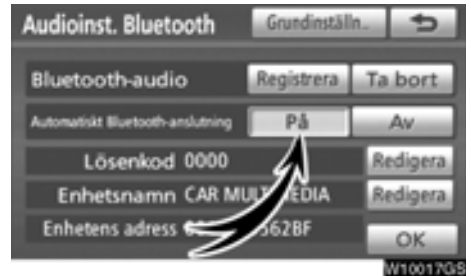 Audioinst. Bluetooth Grundinställn..
Bluetooth-audio Registrera Ta bort
Automatiskt Bluetooth-anslutning På Av
Lösenkod 0000 Redigera
Enhetsnamn CAR Redigera
Enhetens adress 562BF
OK
W10017GS